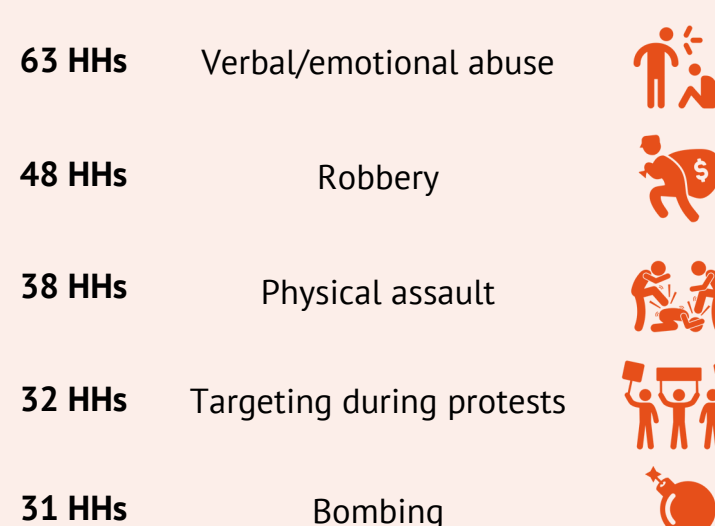 63 HHs Verbal/emotional abuse
$
48 HHs Robbery
38 HHs Physical assault
32 HHs Targeting during protests
31 HHs Bombing